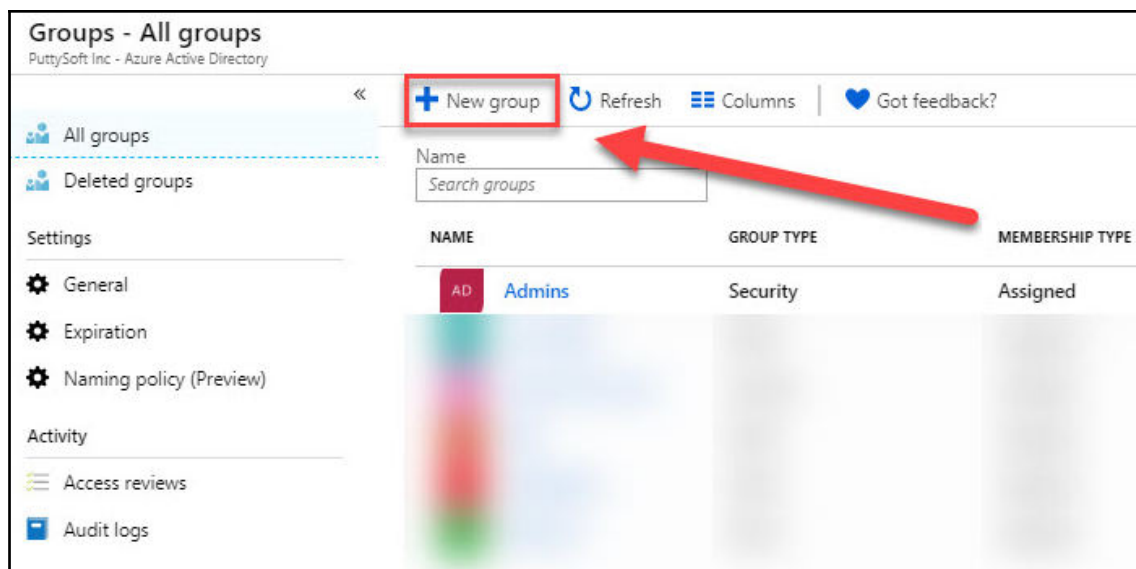 Groups - All groups
PuttySoft Inc - Azure Active Directory
«
All groups
Deleted groups
Settings
General
Expiration
Naming policy (Preview)
Activity
Access reviews
Audit logs
New group Refresh Columns Got feedback?
Name
Search groups
NAME GROUP TYPE MEMBERSHIP TYPE
AD Admins Security Assigned